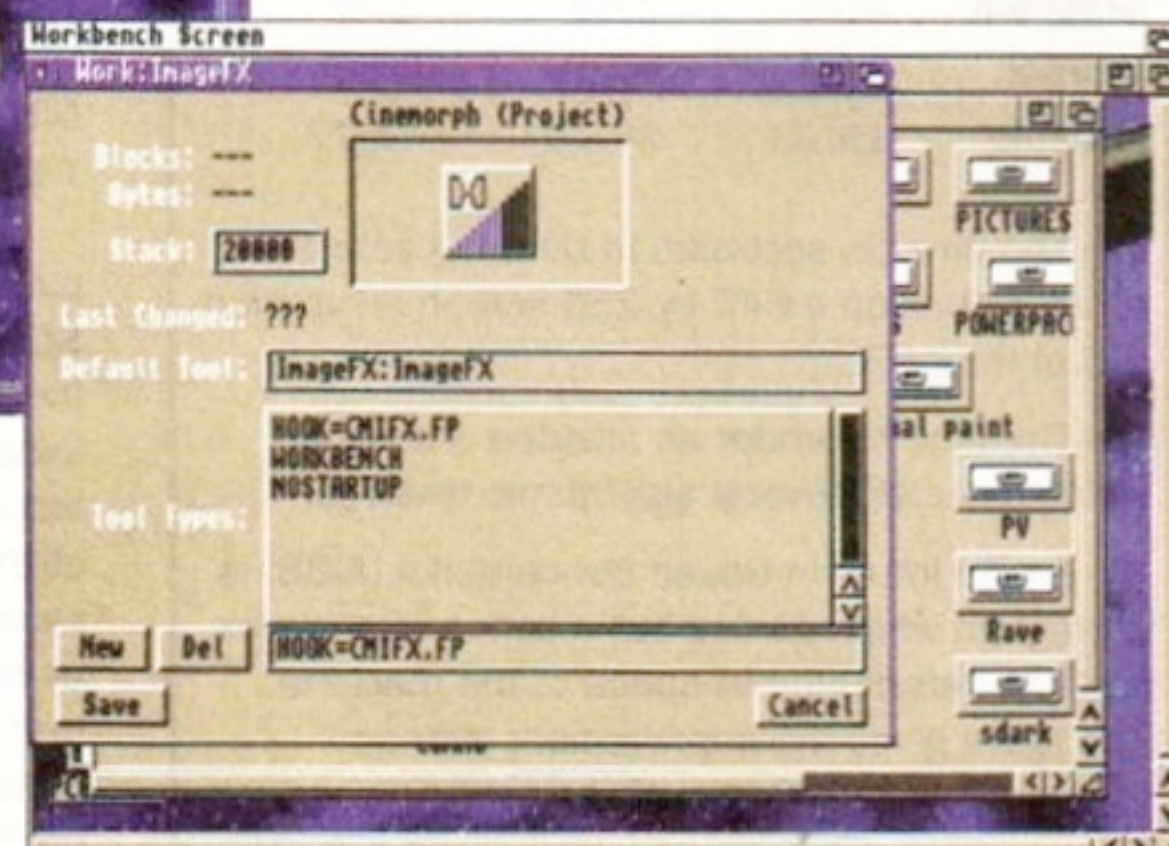 Workbench Screen
Work:ImageFX
Cinemorph (Project)
Blocks: ---
Bytes: ---
Stack: 20000
Last Changed: ???
Default Tool: ImageFX:ImageFX
HOOK=CMIFX.FP
WORKBENCH
NOSTARTUP
Tool Types:
New Del HOOK=CMIFX.FP
Save Cancel
PICTURES
POWERPAC
paint
PV
Rave
sdark